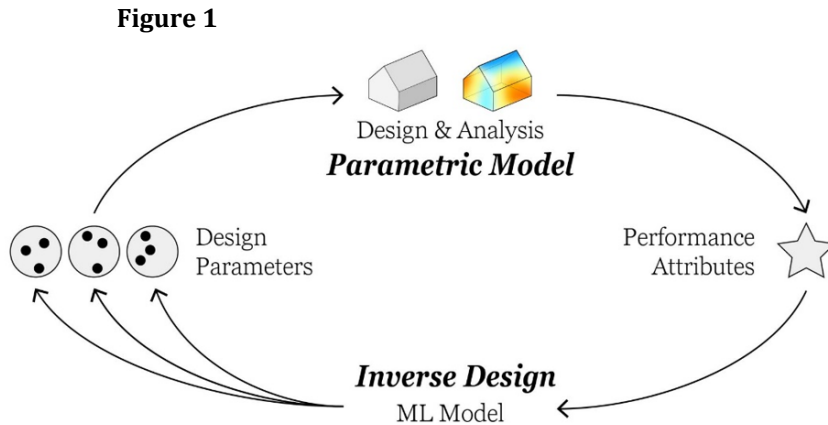 Figure 1
Design & Analysis
Parametric Model
Design
Parameters
Performance
Attributes
Inverse Design
ML Model